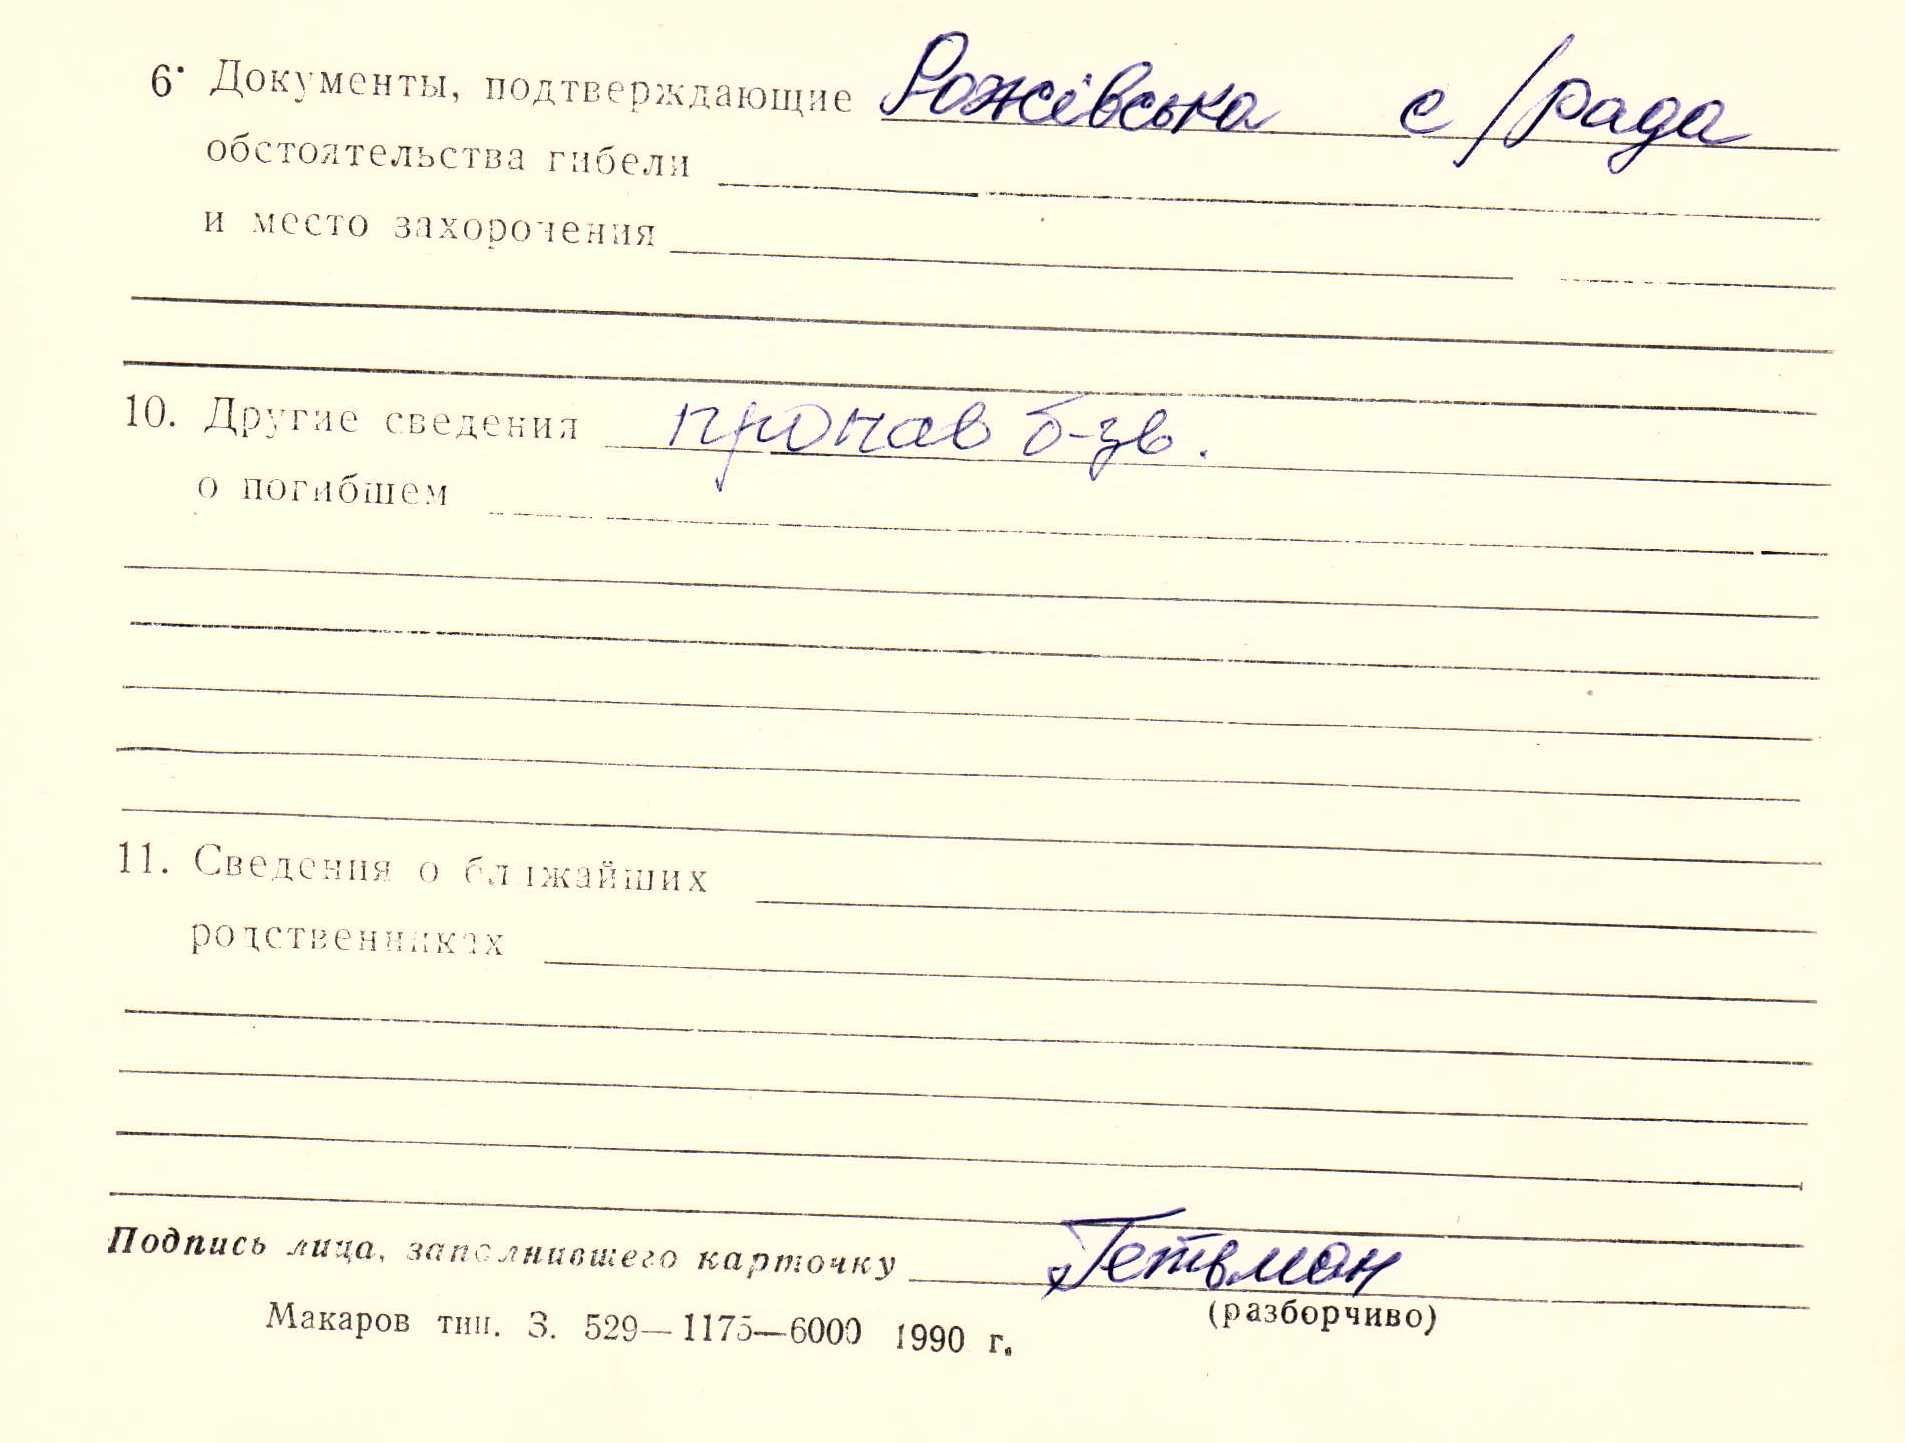 6. Документы, подтверждающие Рожівська с/рада
обстоятельства гибели
и место захоронения
10. Другие сведения пропав б-зв.
о погибшем
11. Сведения о ближайших
родственниках
Подпись лица, заполнившего карточку Гетьман
(разборчиво)
Макаров тип. З. 529—1175—6000 1990 г.